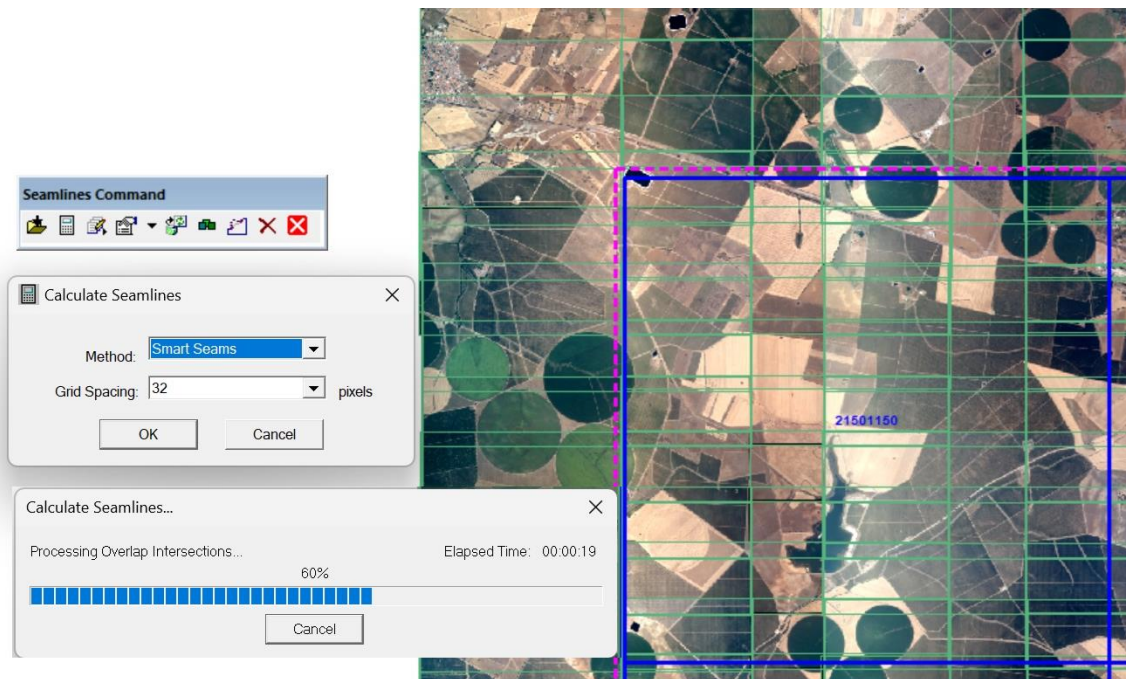 Seamlines Command
Calculate Seamlines
Method: Smart Seams
Grid Spacing: 32 pixels
OK Cancel
Calculate Seamlines...
Processing Overlap Intersections... Elapsed Time: 00:00:19
60%
Cancel
21501150